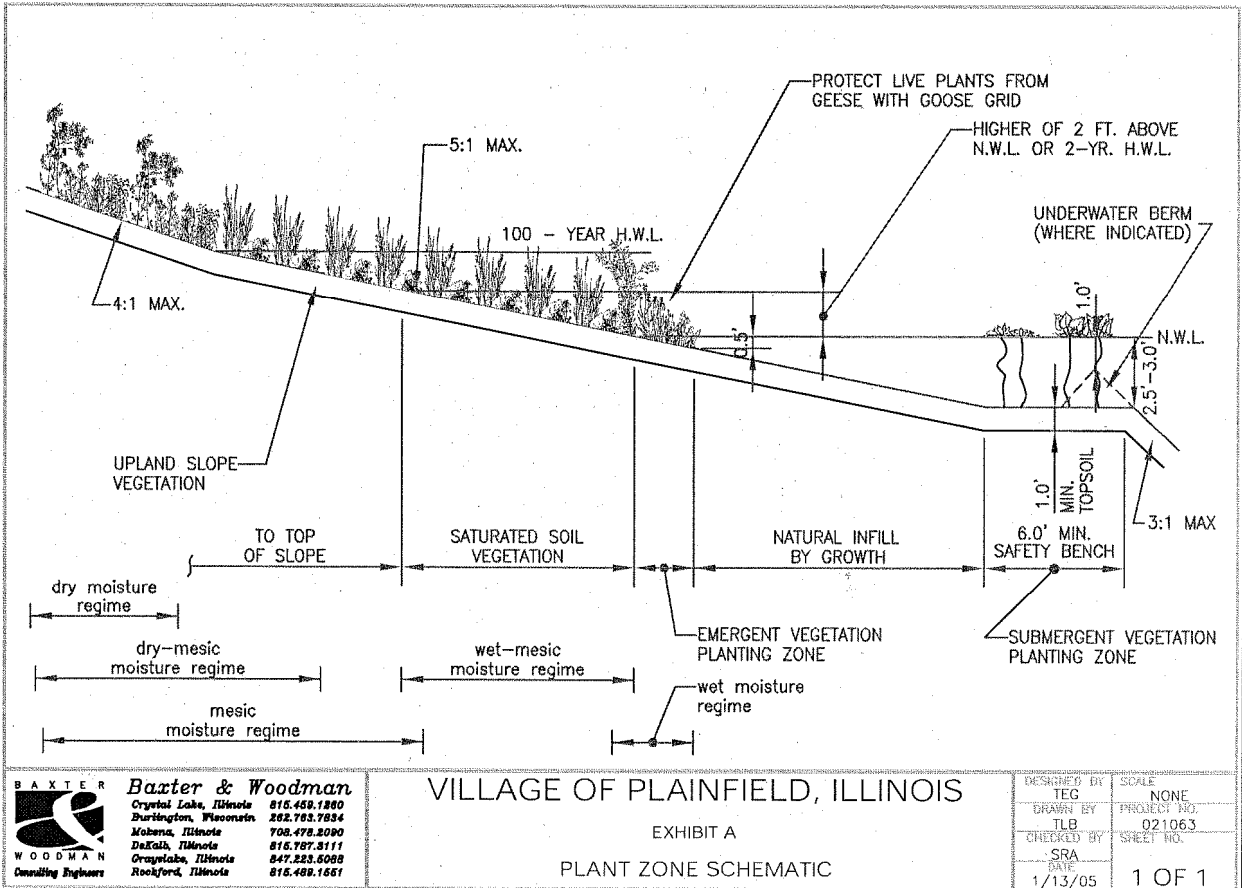 PROTECT LIVE PLANTS FROM
GEESE WITH GOOSE GRID
HIGHER OF 2 FT. ABOVE
N.W.L. OR 2-YR. H.W.L.
5:1 MAX.
UNDERWATER BERM
(WHERE INDICATED)
100 - YEAR H.W.L.
4:1 MAX.
1.0'
0.5'
N.W.L.
2.5'-3.0'
UPLAND SLOPE
VEGETATION
1.0'
MIN.
TOPSOIL
3:1 MAX
TO TOP
OF SLOPE
SATURATED SOIL
VEGETATION
NATURAL INFILL
BY GROWTH
6.0' MIN.
SAFETY BENCH
dry moisture
regime
EMERGENT VEGETATION
PLANTING ZONE
SUBMERGENT VEGETATION
PLANTING ZONE
dry-mesic
moisture regime
wet-mesic
moisture regime
wet moisture
regime
mesic
moisture regime
BAXTER
&
WOODMAN
Consulting Engineers
Baxter & Woodman
Crystal Lake, Illinois 815.459.1260
Burlington, Wisconsin 262.763.7834
Mokena, Illinois 708.478.2090
DeKalb, Illinois 815.787.3111
Grayslake, Illinois 847.223.5088
Rockford, Illinois 815.489.1551
VILLAGE OF PLAINFIELD, ILLINOIS
EXHIBIT A
PLANT ZONE SCHEMATIC
DESIGNED BY
TEG
SCALE
NONE
DRAWN BY
TLB
PROJECT NO.
021063
CHECKED BY
SRA
SHEET NO.
DATE
1/13/05
1 OF 1